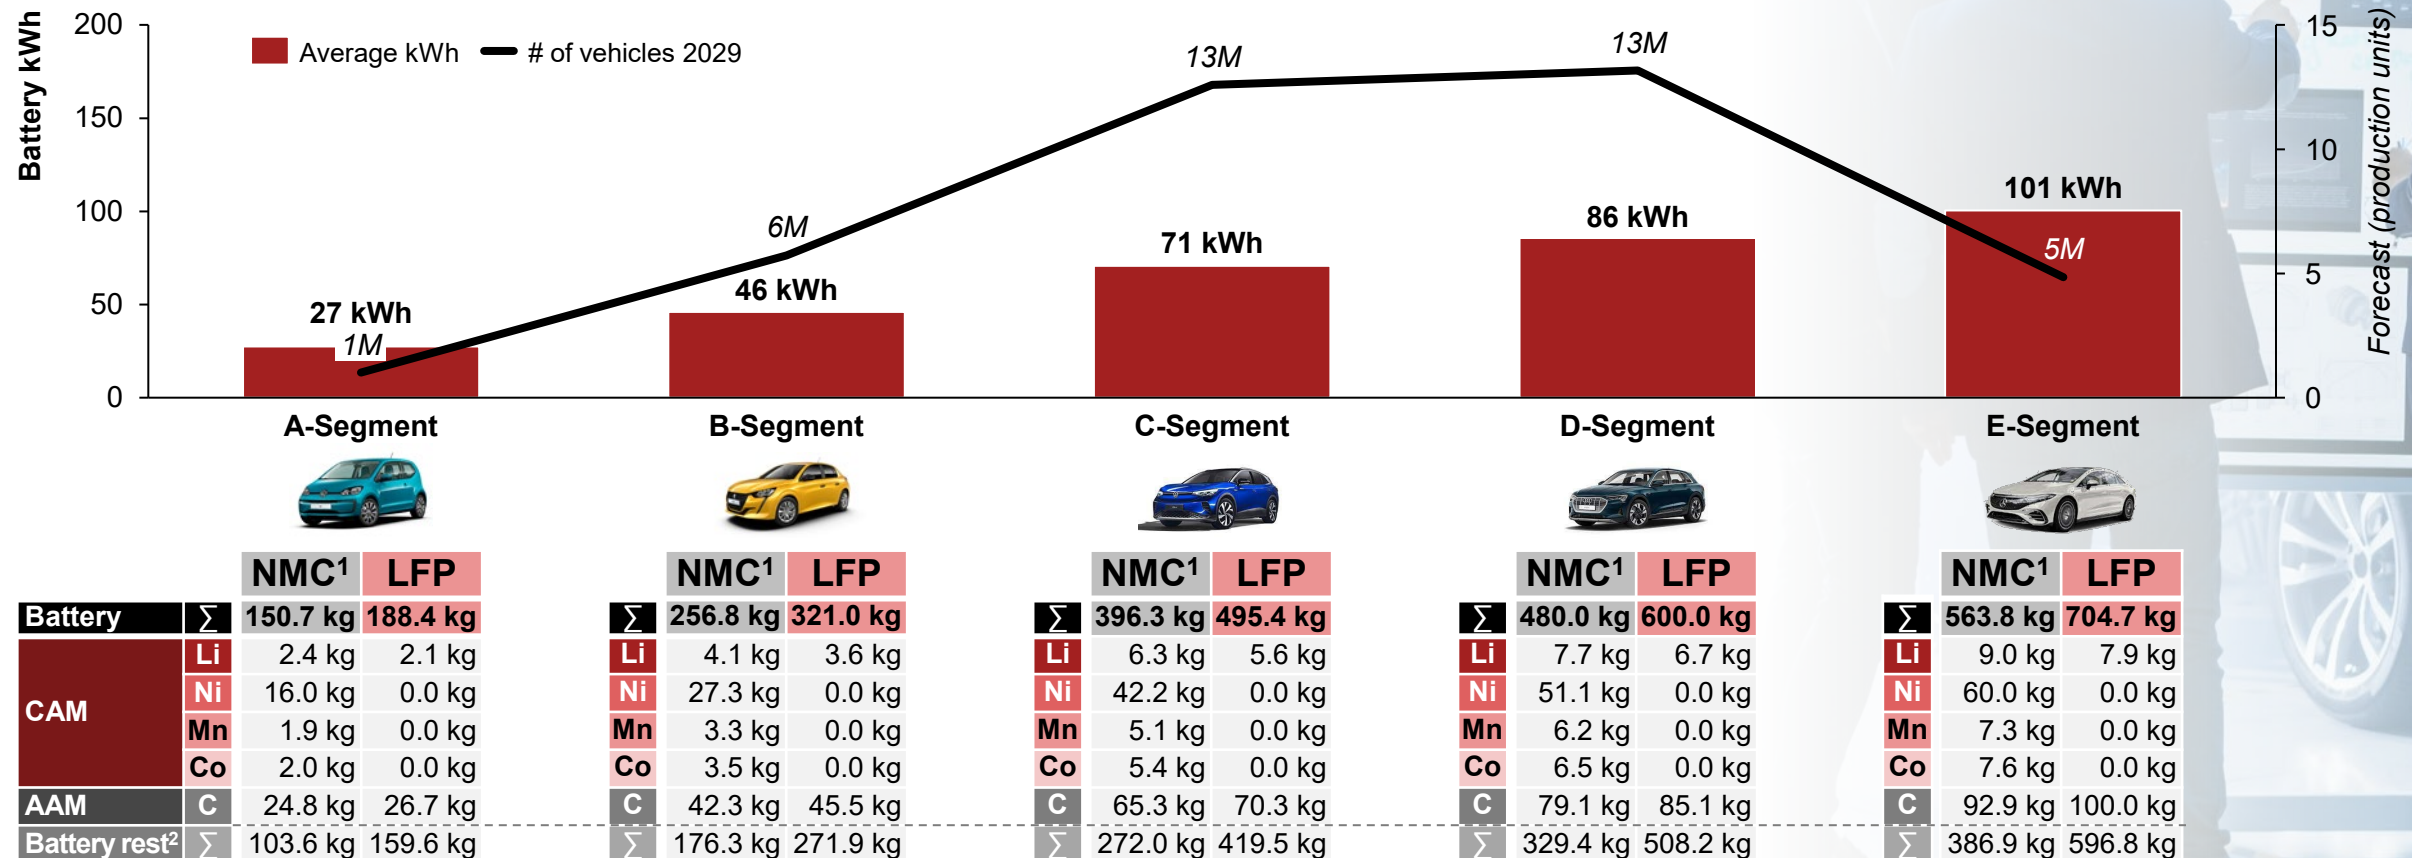 200
150
100
50
0
Battery kWh
Average kWh
# of vehicles 2029
15
10
5
0
Forecast (production units)
27 kWh
1M
6M
46 kWh
13M
71 kWh
13M
86 kWh
101 kWh
5M
A-Segment B-Segment C-Segment D-Segment E-Segment
NMC¹ LFP NMC¹ LFP NMC¹ LFP NMC¹ LFP NMC¹ LFP
Battery ∑ 150.7 kg 188.4 kg ∑ 256.8 kg 321.0 kg ∑ 396.3 kg 495.4 kg ∑ 480.0 kg 600.0 kg ∑ 563.8 kg 704.7 kg
CAM
Li 2.4 kg 2.1 kg Li 4.1 kg 3.6 kg Li 6.3 kg 5.6 kg Li 7.7 kg 6.7 kg Li 9.0 kg 7.9 kg
Ni 16.0 kg 0.0 kg Ni 27.3 kg 0.0 kg Ni 42.2 kg 0.0 kg Ni 51.1 kg 0.0 kg Ni 60.0 kg 0.0 kg
Mn 1.9 kg 0.0 kg Mn 3.3 kg 0.0 kg Mn 5.1 kg 0.0 kg Mn 6.2 kg 0.0 kg Mn 7.3 kg 0.0 kg
Co 2.0 kg 0.0 kg Co 3.5 kg 0.0 kg Co 5.4 kg 0.0 kg Co 6.5 kg 0.0 kg Co 7.6 kg 0.0 kg
AAM C 24.8 kg 26.7 kg C 42.3 kg 45.5 kg C 65.3 kg 70.3 kg C 79.1 kg 85.1 kg C 92.9 kg 100.0 kg
Battery rest² ∑ 103.6 kg 159.6 kg ∑ 176.3 kg 271.9 kg ∑ 272.0 kg 419.5 kg ∑ 329.4 kg 508.2 kg ∑ 386.9 kg 596.8 kg